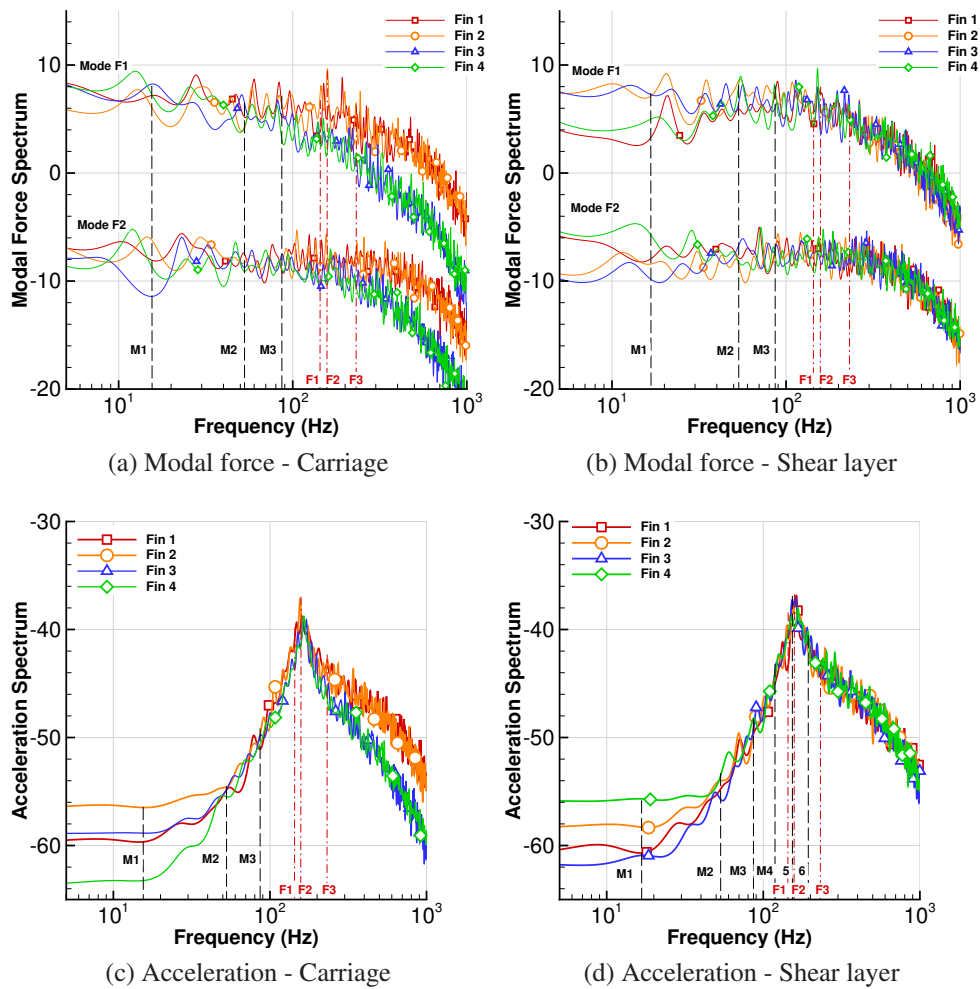 Modal Force Spectrum
10
0
-10
-20
Mode F1
Mode F2
Fin 1
Fin 2
Fin 3
Fin 4
M1
M2
M3
F1
F2
F3
10¹
10²
10³
Frequency (Hz)
(a) Modal force - Carriage
Modal Force Spectrum
10
0
-10
-20
Mode F1
Mode F2
Fin 1
Fin 2
Fin 3
Fin 4
M1
M2
M3
F1
F2
F3
10¹
10²
10³
Frequency (Hz)
(b) Modal force - Shear layer
Acceleration Spectrum
-30
-40
-50
-60
Fin 1
Fin 2
Fin 3
Fin 4
M1
M2
M3
F1
F2
F3
10¹
10²
10³
Frequency (Hz)
(c) Acceleration - Carriage
Acceleration Spectrum
-30
-40
-50
-60
Fin 1
Fin 2
Fin 3
Fin 4
M1
M2
M3
M4
5
6
F1
F2
F3
10¹
10²
10³
Frequency (Hz)
(d) Acceleration - Shear layer